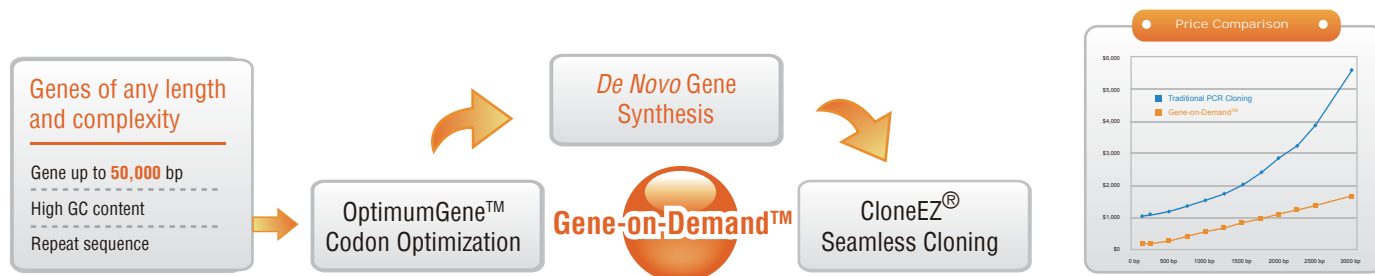 Genes of any length
and complexity
Gene up to 50,000 bp
High GC content
Repeat sequence
OptimumGene™
Codon Optimization
De Novo Gene
Synthesis
Gene-on-Demand™
CloneEZ®
Seamless Cloning
Price Comparison
$6,000
$5,000
$4,000
$3,000
$2,000
$1,000
$0
Traditional PCR Cloning
Gene-on-Demand™
0 bp 500 bp 1000 bp 1500 bp 2000 bp 2500 bp 3000 bp